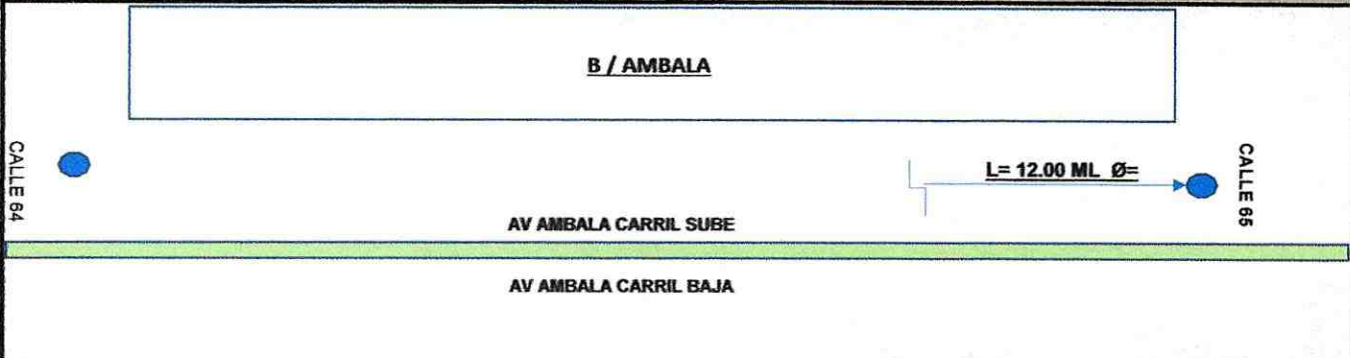 B / AMBALA
CALLE 64
L= 12.00 ML Ø=
CALLE 65
AV AMBALA CARRIL SUBE
AV AMBALA CARRIL BAJA